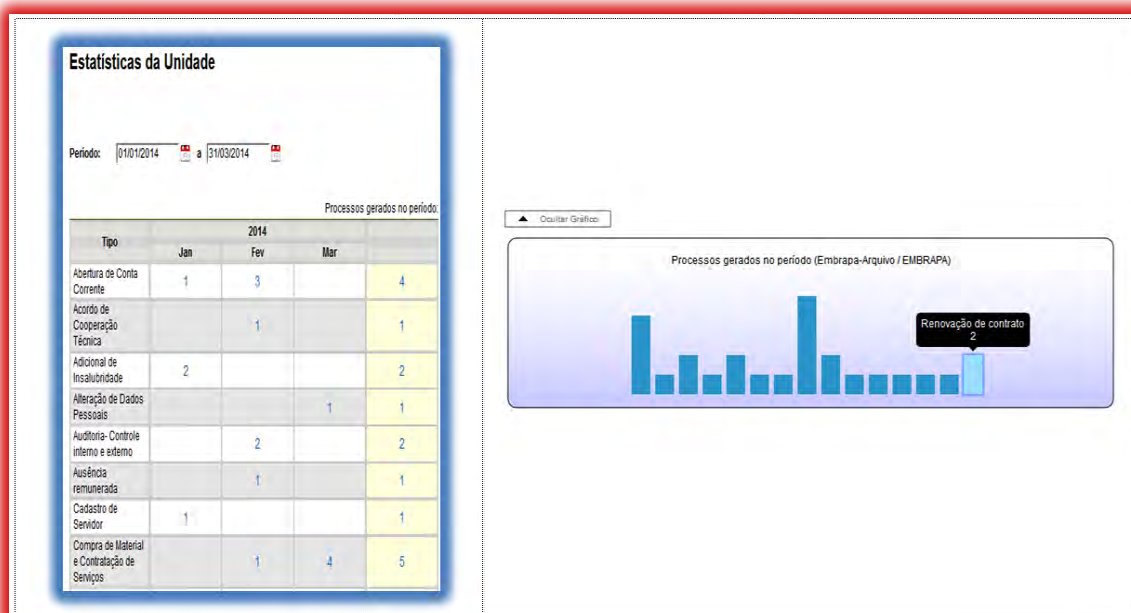 Estatísticas da Unidade
Período: 01/01/2014 a 31/03/2014
Processos gerados no período:
Tipo 2014
Jan Fev Mar
Abertura de Conta
Corrente 1 3 4
Acordo de
Cooperação
Técnica 1 1
Adicional de
Insalubridade 2 2
Alteração de Dados
Pessoais 1 1
Auditoria- Controle
interno e externo 2 2
Ausência
remunerada 1 1
Cadastro de
Servidor 1 1
Compra de Material
e Contratação de
Serviços 1 4 5
Ocultar Gráfico
Processos gerados no período (Embrapa-Arquivo / EMBRAPA)
Renovação de contrato
2